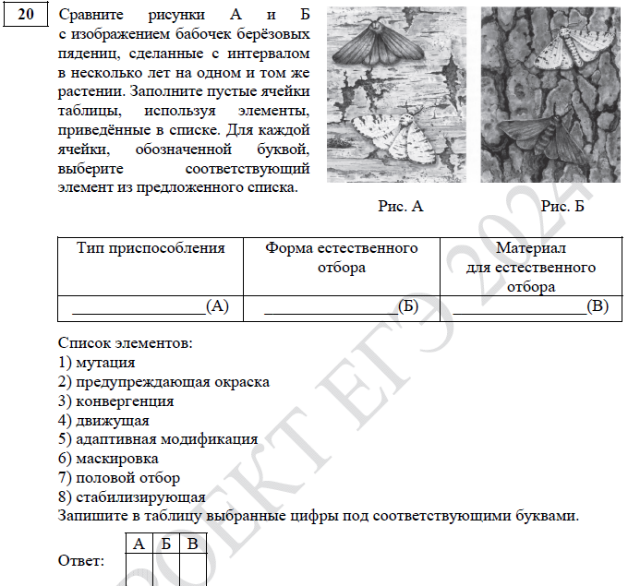 20
Сравните рисунки А и Б
с изображением бабочек берёзовых
пядениц, сделанные с интервалом
в несколько лет на одном и том же
растении. Заполните пустые ячейки
таблицы, используя элементы,
приведённые в списке. Для каждой
ячейки, обозначенной буквой,
выберите соответствующий
элемент из предложенного списка.
Рис. А Рис. Б
Тип приспособления Форма естественного отбора Материал для естественного отбора
(А) (Б) (В)
Список элементов:
1) мутация
2) предупреждающая окраска
3) конвергенция
4) движущая
5) адаптивная модификация
6) маскировка
7) половой отбор
8) стабилизирующая
Запишите в таблицу выбранные цифры под соответствующими буквами.
А Б В
Ответ:
РОЕКТ ЕГЭ 2024